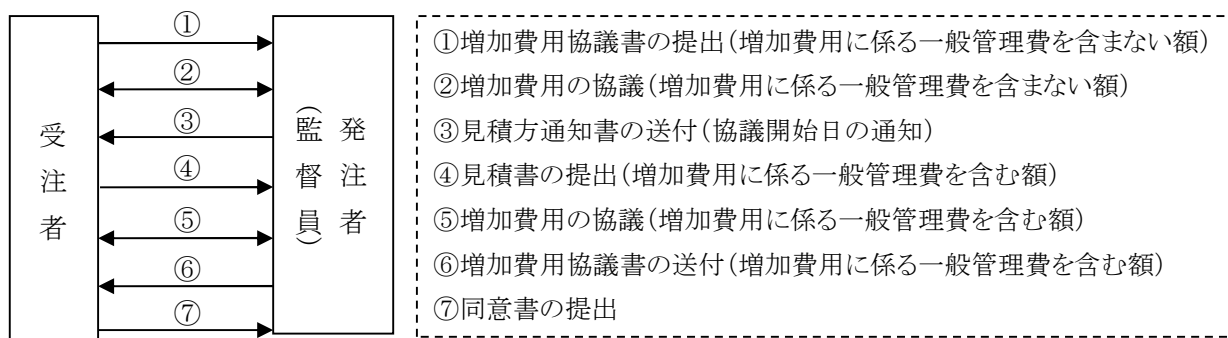 受注者
①
②
③
④
⑤
⑥
⑦
発注者
(監督員)
①増加費用協議書の提出(増加費用に係る一般管理費を含まない額)
②増加費用の協議(増加費用に係る一般管理費を含まない額)
③見積方通知書の送付(協議開始日の通知)
④見積書の提出(増加費用に係る一般管理費を含む額)
⑤増加費用の協議(増加費用に係る一般管理費を含む額)
⑥増加費用協議書の送付(増加費用に係る一般管理費を含む額)
⑦同意書の提出